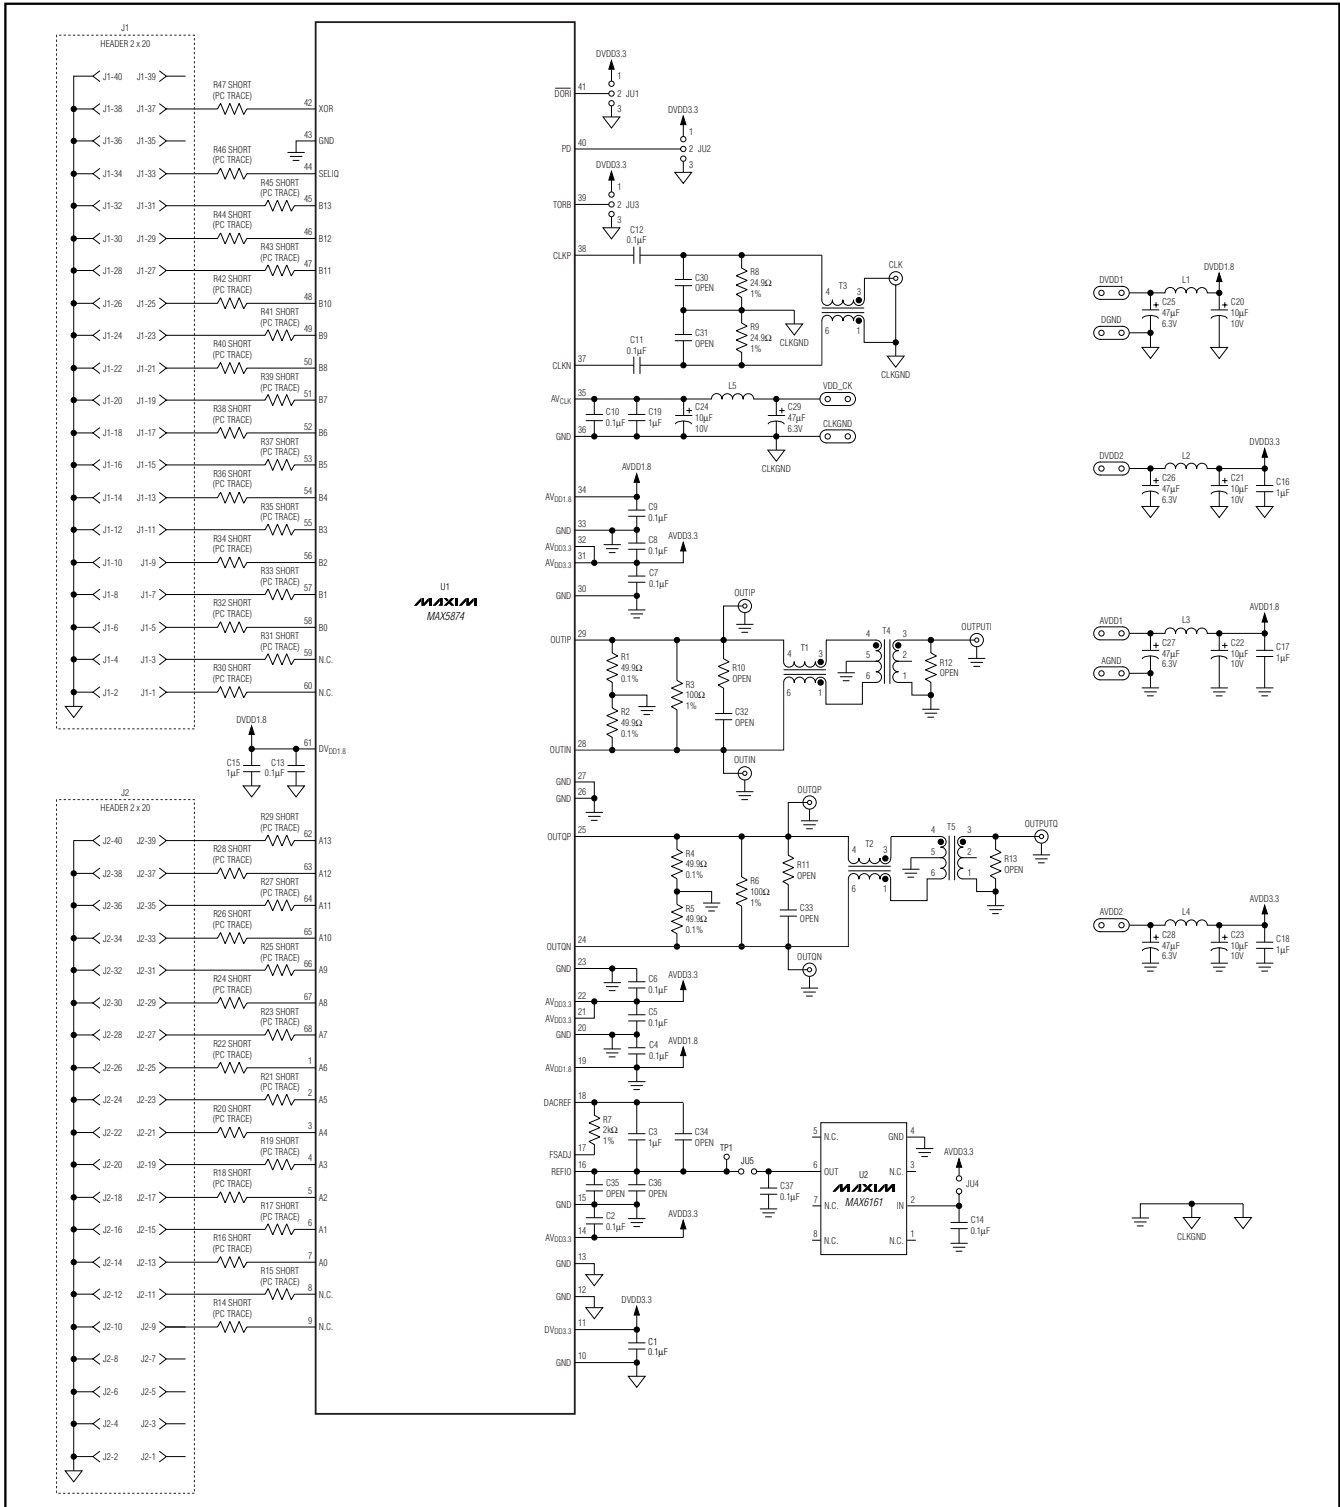 J1
HEADER 2 x 20
J1-40 J1-39
J1-38 J1-37
J1-36 J1-35
J1-34 J1-33
J1-32 J1-31
J1-30 J1-29
J1-28 J1-27
J1-26 J1-25
J1-24 J1-23
J1-22 J1-21
J1-20 J1-19
J1-18 J1-17
J1-16 J1-15
J1-14 J1-13
J1-12 J1-11
J1-10 J1-9
J1-8 J1-7
J1-6 J1-5
J1-4 J1-3
J1-2 J1-1
R47 SHORT
(PC TRACE)
42 XOR
43 GND
R46 SHORT
(PC TRACE)
44 SELIQ
R45 SHORT
(PC TRACE)
45 B13
R44 SHORT
(PC TRACE)
46 B12
R43 SHORT
(PC TRACE)
47 B11
R42 SHORT
(PC TRACE)
48 B10
R41 SHORT
(PC TRACE)
49 B9
R40 SHORT
(PC TRACE)
50 B8
R39 SHORT
(PC TRACE)
51 B7
R38 SHORT
(PC TRACE)
52 B6
R37 SHORT
(PC TRACE)
53 B5
R36 SHORT
(PC TRACE)
54 B4
R35 SHORT
(PC TRACE)
55 B3
R34 SHORT
(PC TRACE)
56 B2
R33 SHORT
(PC TRACE)
57 B1
R32 SHORT
(PC TRACE)
58 B0
R31 SHORT
(PC TRACE)
59 N.C.
R30 SHORT
(PC TRACE)
60 N.C.
DVDD1.8
61 DVDD1.8
C15
1µF
C13
0.1µF
J2
HEADER 2 x 20
J2-40 J2-39
J2-38 J2-37
J2-36 J2-35
J2-34 J2-33
J2-32 J2-31
J2-30 J2-29
J2-28 J2-27
J2-26 J2-25
J2-24 J2-23
J2-22 J2-21
J2-20 J2-19
J2-18 J2-17
J2-16 J2-15
J2-14 J2-13
J2-12 J2-11
J2-10 J2-9
J2-8 J2-7
J2-6 J2-5
J2-4 J2-3
J2-2 J2-1
R29 SHORT
(PC TRACE)
62 A13
R28 SHORT
(PC TRACE)
63 A12
R27 SHORT
(PC TRACE)
64 A11
R26 SHORT
(PC TRACE)
65 A10
R25 SHORT
(PC TRACE)
66 A9
R24 SHORT
(PC TRACE)
67 A8
R23 SHORT
(PC TRACE)
68 A7
R22 SHORT
(PC TRACE)
1 A6
R21 SHORT
(PC TRACE)
2 A5
R20 SHORT
(PC TRACE)
3 A4
R19 SHORT
(PC TRACE)
4 A3
R18 SHORT
(PC TRACE)
5 A2
R17 SHORT
(PC TRACE)
6 A1
R16 SHORT
(PC TRACE)
7 A0
R15 SHORT
(PC TRACE)
8 N.C.
R14 SHORT
(PC TRACE)
9 N.C.
U1
MAXIM
MAX5874
DVDD3.3
DORI 41
1
2 JU1
3
DVDD3.3
PD 40
1
2 JU2
3
DVDD3.3
TORB 39
1
2 JU3
3
C12
0.1µF
CLKP 38
C30
OPEN
R8
24.9Ω
1%
C31
OPEN
R9
24.9Ω
1%
CLKGND
4 T3 3
6 1
CLK
CLKGND
C11
0.1µF
CLKN 37
AVCLK 35
L5
VDD_CK
C10
0.1µF
C19
1µF
C24
10µF
10V
C29
47µF
6.3V
CLKGND
GND 36
CLKGND
AVDD1.8
AVDD1.8 34
C9
0.1µF
GND 33
AVDD3.3 32
C8
0.1µF
AVDD3.3
AVDD3.3 31
C7
0.1µF
GND 30
OUTIP
OUTIP 29
R1
49.9Ω
0.1%
R2
49.9Ω
0.1%
R3
100Ω
1%
R10
OPEN
C32
OPEN
T1
4 3
6 1
T4
4 3
5 2
6 1
R12
OPEN
OUTPUTI
OUTIN 28
OUTIN
GND 27
GND 26
OUTQP
OUTQP 25
R4
49.9Ω
0.1%
R5
49.9Ω
0.1%
R6
100Ω
1%
R11
OPEN
C33
OPEN
T2
4 3
6 1
T5
4 3
5 2
6 1
R13
OPEN
OUTPUTQ
OUTQN 24
OUTQN
GND 23
C6
0.1µF
AVDD3.3
AVDD3.3 22
AVDD3.3 21
C5
0.1µF
GND 20
C4
0.1µF
AVDD1.8
AVDD1.8 19
DACREF 18
R7
2kΩ
1%
C3
1µF
C34
OPEN
FSADJ 17
REFIO 16
TP1
JU5
C35
OPEN
C36
OPEN
C37
0.1µF
GND 15
C2
0.1µF
AVDD3.3
AVDD3.3 14
GND 13
GND 12
DVDD3.3
DVDD3.3 11
C1
0.1µF
GND 10
U2
MAXIM
MAX6161
5 N.C.
6 OUT
7 N.C.
8 N.C.
GND 4
N.C. 3
IN 2
N.C. 1
AVDD3.3
JU4
C14
0.1µF
DVDD1
L1
DVDD1.8
C25
47µF
6.3V
C20
10µF
10V
DGND
DVDD2
L2
DVDD3.3
C26
47µF
6.3V
C21
10µF
10V
C16
1µF
AVDD1
L3
AVDD1.8
C27
47µF
6.3V
C22
10µF
10V
C17
1µF
AGND
AVDD2
L4
AVDD3.3
C28
47µF
6.3V
C23
10µF
10V
C18
1µF
CLKGND